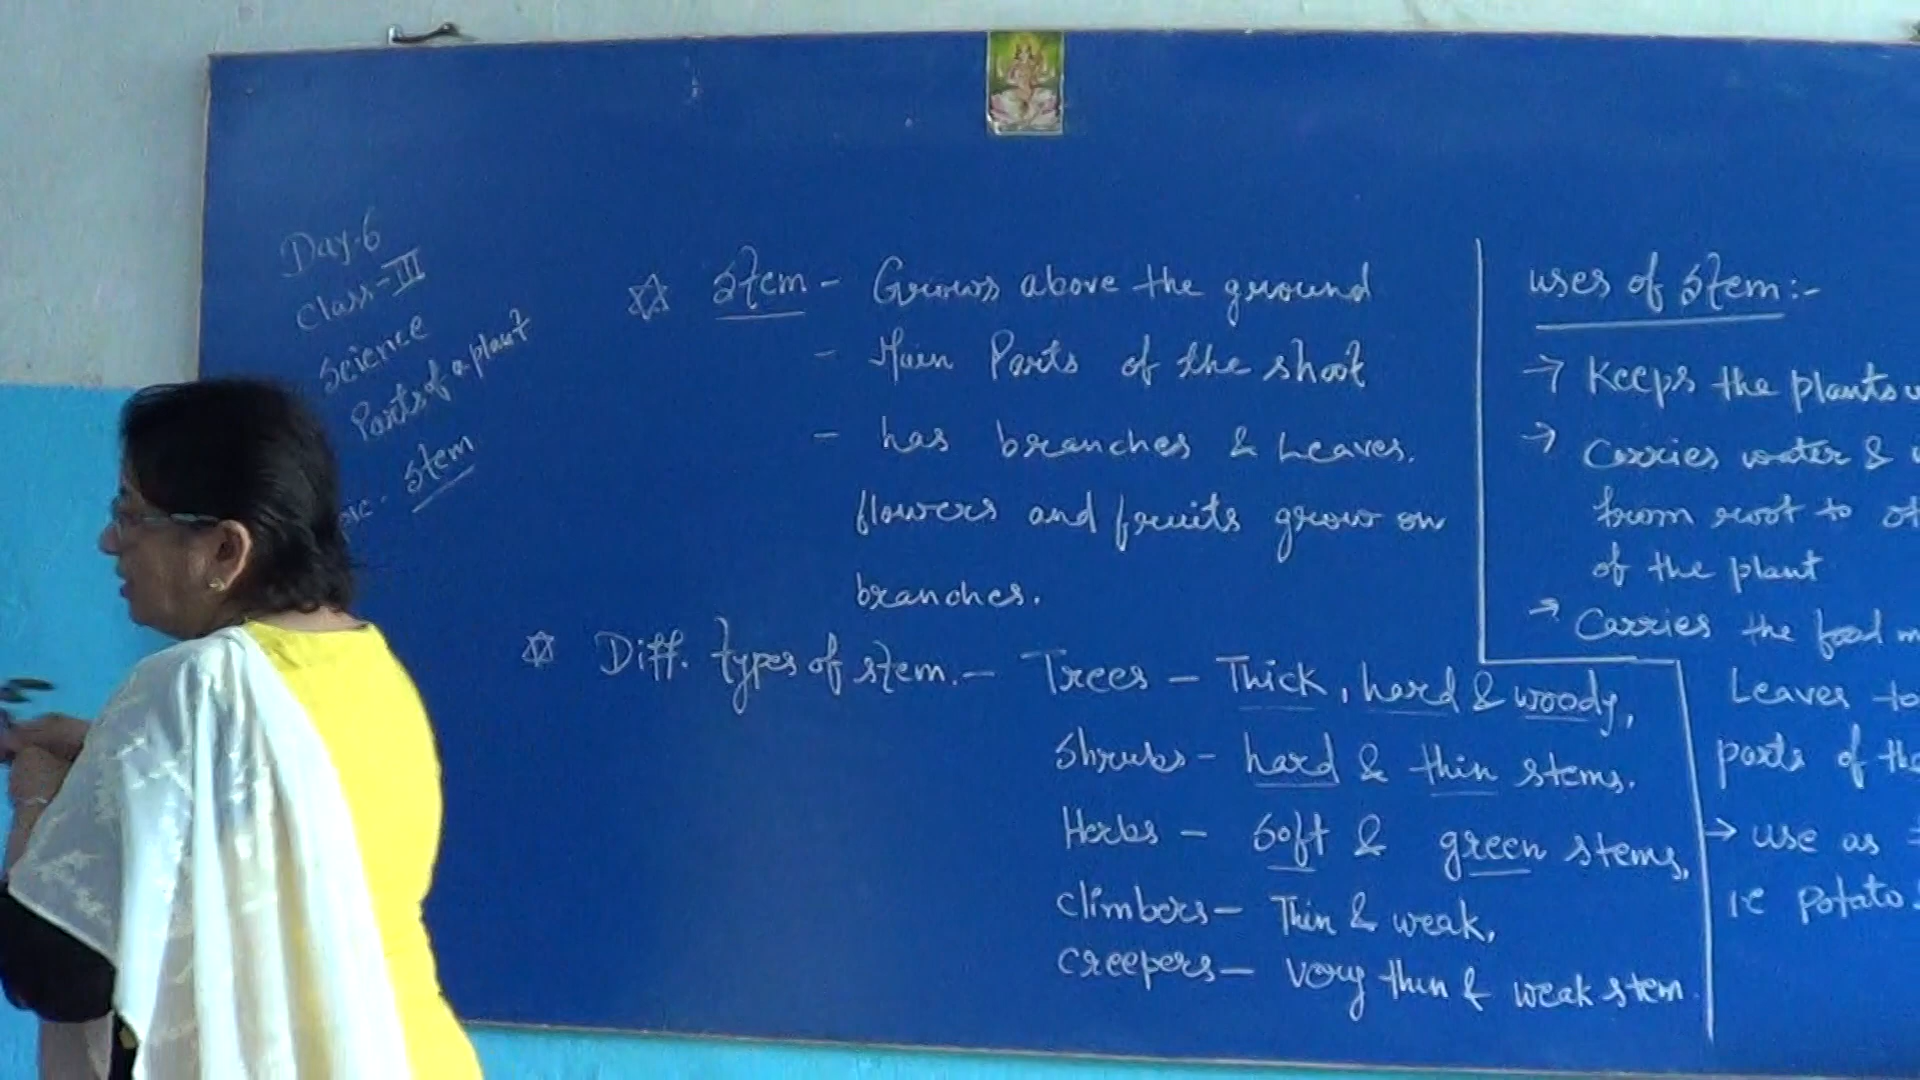 Day-6
Class-III
Science
Parts of a plant
Stem
Stem - Grows above the ground
- Main Parts of the shoot
- has branches & Leaves.
flowers and fruits grow on
branches.
Diff. types of stem. - Trees - Thick, hard & woody,
Shrubs - hard & thin stems.
Herbs - Soft & green stems,
climbers - Thin & weak,
creepers - Very thin & weak stem.
uses of Stem:-
→ Keeps the plants
→ Carries water &
from root to
of the plant
→ Carries the food
Leaves to
parts of the
→ use as
ie potato